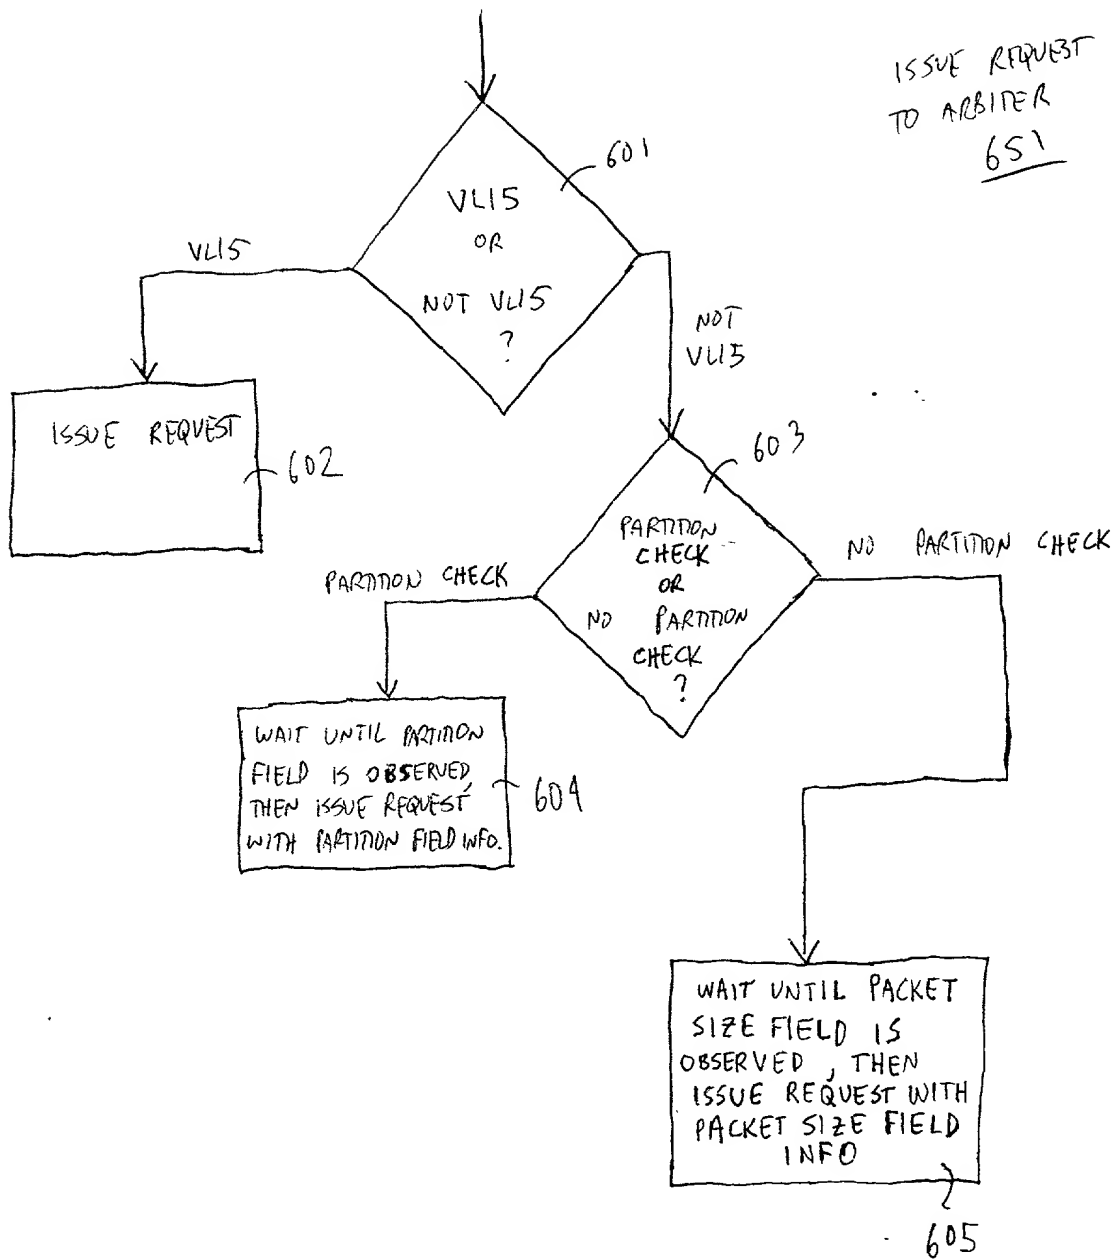 ISSUE REQUEST
TO ARBITER
651
601
VL15
OR
NOT VL15
?
VL15
NOT
VL15
ISSUE REQUEST
602
603
PARTITION
CHECK
OR
NO PARTITION
CHECK
?
PARTITION CHECK
NO PARTITION CHECK
WAIT UNTIL PARTITION
FIELD IS OBSERVED,
THEN ISSUE REQUEST
WITH PARTITION FIELD INFO.
604
WAIT UNTIL PACKET
SIZE FIELD IS
OBSERVED, THEN
ISSUE REQUEST WITH
PACKET SIZE FIELD
INFO
605